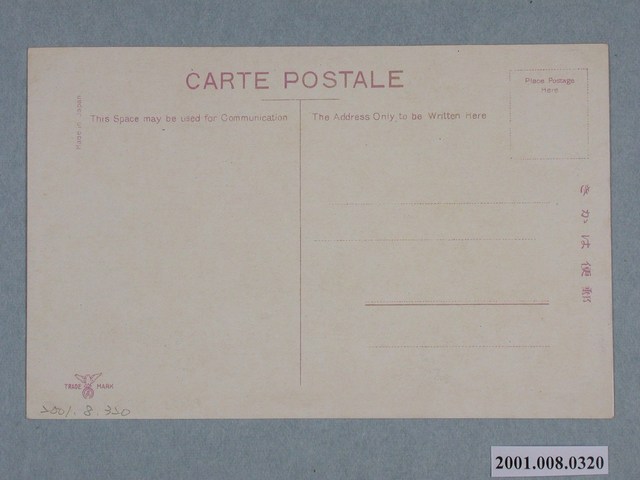 CARTE POSTALE
Made in Japan
This Space may be used for Communication
The Address Only to be Written Here
Place Postage
Here
きかは便郵
TRADE MARK
2001.8.320
2001.008.0320